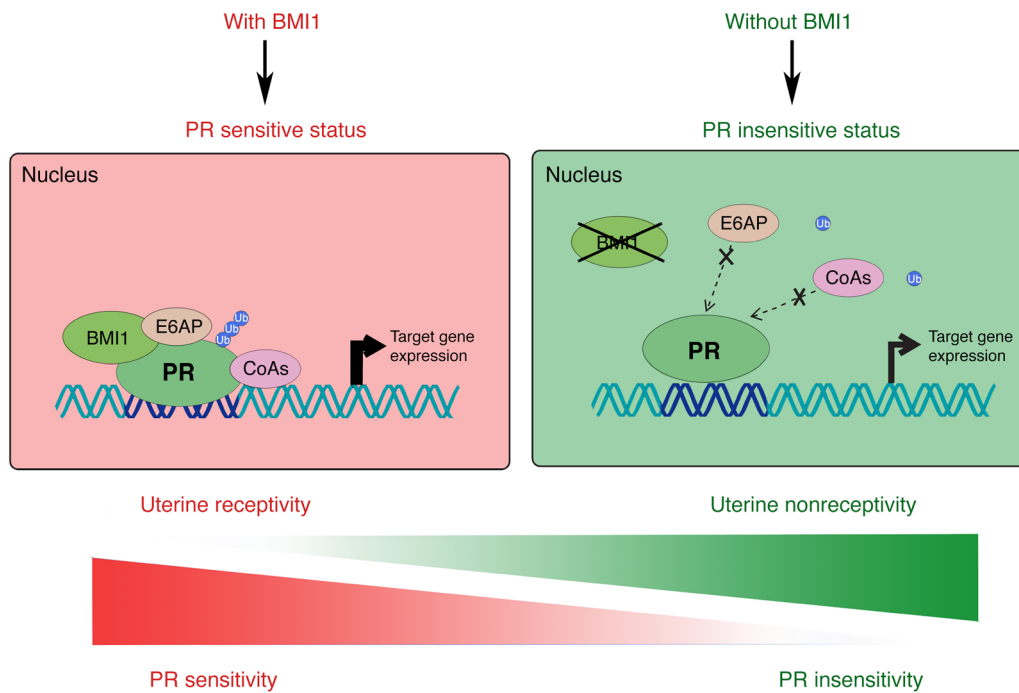 With BMI1
PR sensitive status
Nucleus
BMI1
E6AP
Ub
Ub
Ub
PR
CoAs
Target gene
expression
Without BMI1
PR insensitive status
Nucleus
BMI1
E6AP
Ub
CoAs
Ub
PR
Target gene
expression
Uterine receptivity
Uterine nonreceptivity
PR sensitivity
PR insensitivity